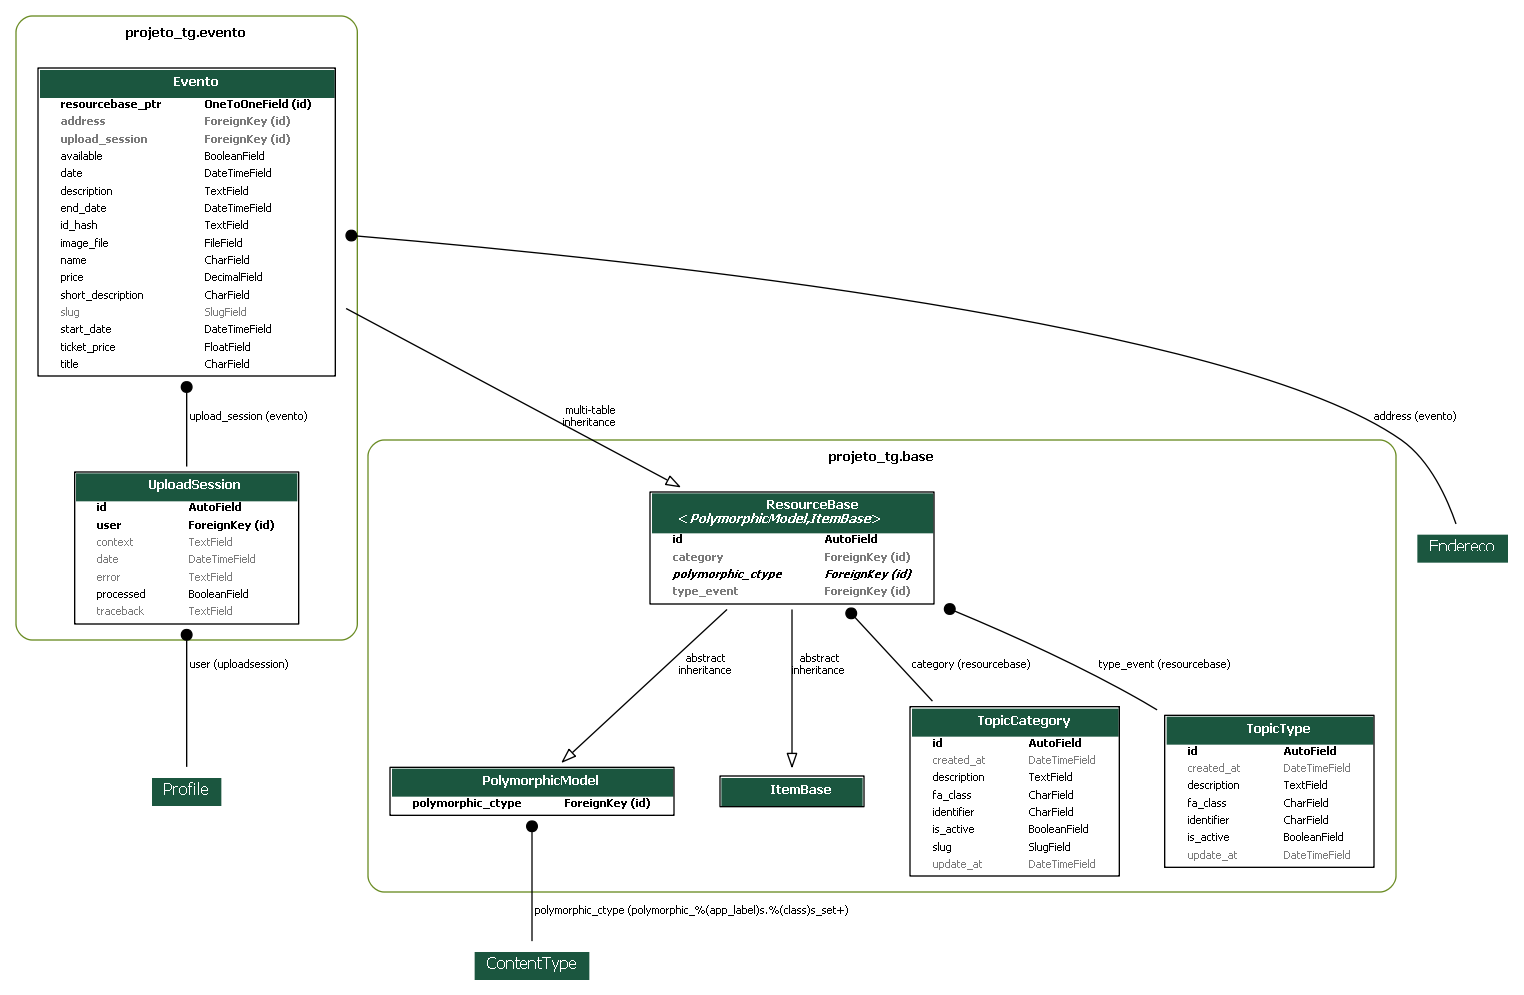 projeto_tg.evento
Evento
resourcebase_ptr OneToOneField (id)
address ForeignKey (id)
upload_session ForeignKey (id)
available BooleanField
date DateTimeField
description TextField
end_date DateTimeField
id_hash TextField
image_file FileField
name CharField
price DecimalField
short_description CharField
slug SlugField
start_date DateTimeField
ticket_price FloatField
title CharField
upload_session (evento)
UploadSession
id AutoField
user ForeignKey (id)
context TextField
date DateTimeField
error TextField
processed BooleanField
traceback TextField
user (uploadsession)
Profile
multi-table
inheritance
address (evento)
Endereco
projeto_tg.base
ResourceBase
<PolymorphicModel,ItemBase>
id AutoField
category ForeignKey (id)
polymorphic_ctype ForeignKey (id)
type_event ForeignKey (id)
abstract
inheritance
abstract
inheritance
category (resourcebase)
type_event (resourcebase)
PolymorphicModel
polymorphic_ctype ForeignKey (id)
ItemBase
TopicCategory
id AutoField
created_at DateTimeField
description TextField
fa_class CharField
identifier CharField
is_active BooleanField
slug SlugField
update_at DateTimeField
TopicType
id AutoField
created_at DateTimeField
description TextField
fa_class CharField
identifier CharField
is_active BooleanField
update_at DateTimeField
polymorphic_ctype (polymorphic_%(app_label)s.%(class)s_set+)
ContentType